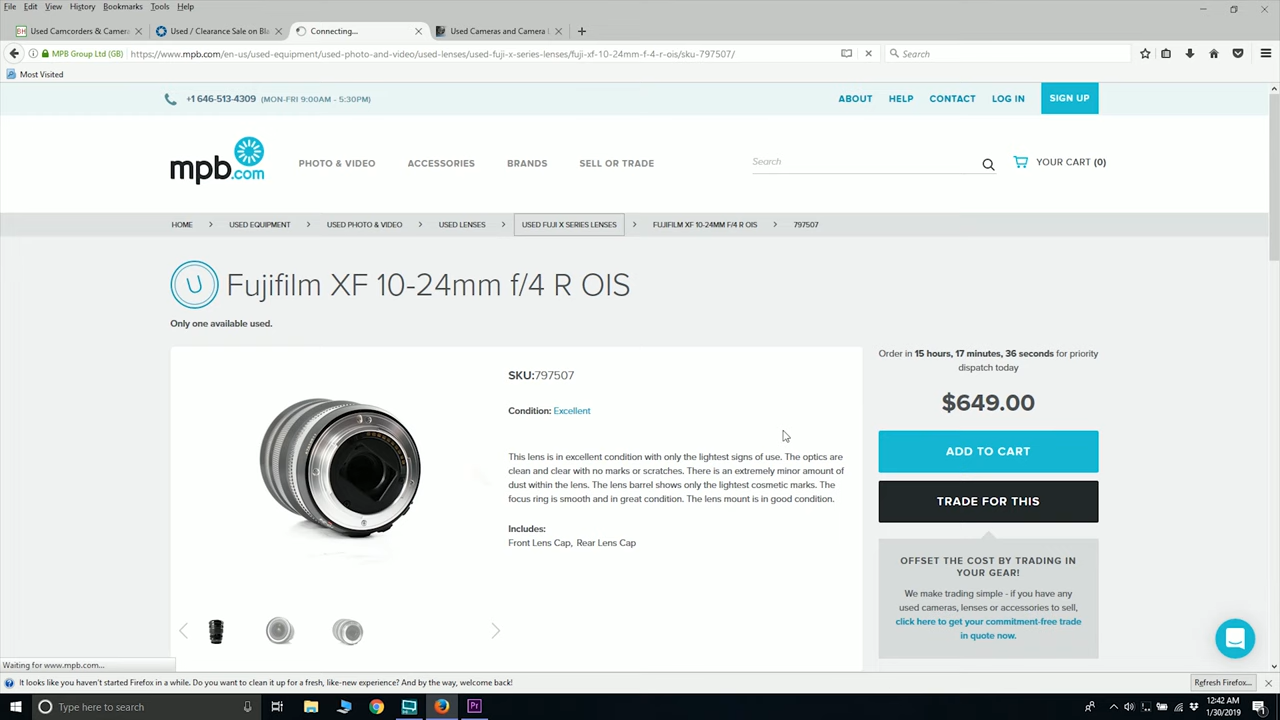 File Edit View History Bookmarks Tools Help
Used Camcorders & Camera
Used / Clearance Sale on Bla
Connecting...
Used Cameras and Camera L
MPB Group Ltd (GB) https://www.mpb.com/en-us/used-equipment/used-photo-and-video/used-lenses/used-fuji-x-series-lenses/fuji-xf-10-24mm-f-4-r-ois/sku-797507/ Search
Most Visited
+1 646-513-4309 (MON-FRI 9:00AM - 5:30PM) ABOUT HELP CONTACT LOG IN SIGN UP
mpb.com PHOTO & VIDEO ACCESSORIES BRANDS SELL OR TRADE Search YOUR CART (0)
HOME > USED EQUIPMENT > USED PHOTO & VIDEO > USED LENSES > USED FUJI X SERIES LENSES > FUJIFILM XF 10-24MM F/4 R OIS > 797507
U Fujifilm XF 10-24mm f/4 R OIS
Only one available used.
SKU:797507
Condition: Excellent
This lens is in excellent condition with only the lightest signs of use. The optics are
clean and clear with no marks or scratches. There is an extremely minor amount of
dust within the lens. The lens barrel shows only the lightest cosmetic marks. The
focus ring is smooth and in great condition. The lens mount is in good condition.
Includes:
Front Lens Cap, Rear Lens Cap
Order in 15 hours, 17 minutes, 36 seconds for priority
dispatch today
$649.00
ADD TO CART
TRADE FOR THIS
OFFSET THE COST BY TRADING IN
YOUR GEAR!
We make trading simple - if you have any
used cameras, lenses or accessories to sell,
click here to get your commitment-free trade
in quote now.
Waiting for www.mpb.com...
It looks like you haven't started Firefox in a while. Do you want to clean it up for a fresh, like-new experience? And by the way, welcome back! Refresh Firefox...
Type here to search
12:42 AM
1/30/2019